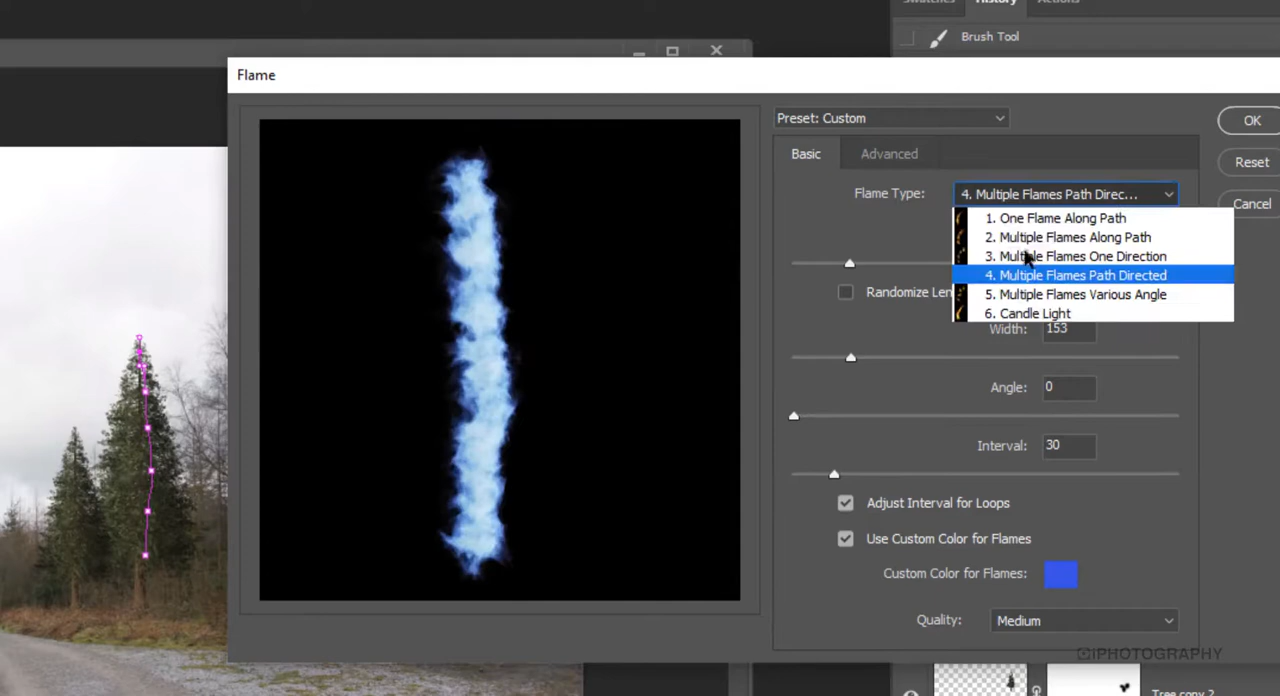 Swatches History Actions
Brush Tool
Flame
Preset: Custom
OK
Basic Advanced
Reset
Flame Type: 4. Multiple Flames Path Direc...
Cancel
1. One Flame Along Path
2. Multiple Flames Along Path
3. Multiple Flames One Direction
4. Multiple Flames Path Directed
5. Multiple Flames Various Angle
6. Candle Light
Randomize Len
Width: 153
Angle: 0
Interval: 30
Adjust Interval for Loops
Use Custom Color for Flames
Custom Color for Flames:
Quality: Medium
iPHOTOGRAPHY
Tree copy 2